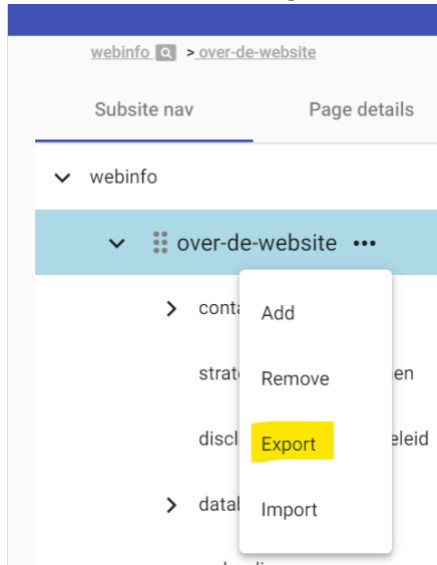 webinfo > over-de-website
Subsite nav Page details
webinfo
over-de-website •••
Add
Remove
Export
Import